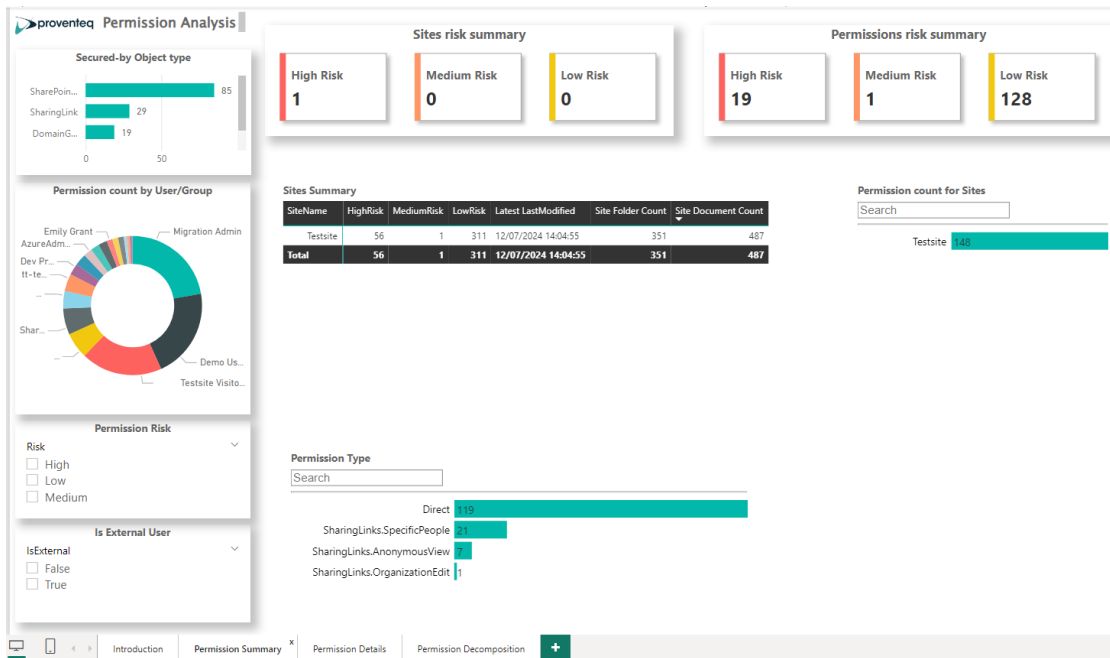 proventeq Permission Analysis
Secured-by Object type
SharePoin... 85
SharingLink 29
DomainG... 19
0 50
Permission count by User/Group
Emily Grant
Migration Admin
AzureAdm...
Dev Pr...
tt-te...
...
Shar...
...
Demo Us...
Testsite Visito...
Permission Risk
Risk
High
Low
Medium
Is External User
IsExternal
False
True
Sites risk summary
High Risk Medium Risk Low Risk
1 0 0
Permissions risk summary
High Risk Medium Risk Low Risk
19 1 128
Sites Summary
SiteName HighRisk MediumRisk LowRisk Latest LastModified Site Folder Count Site Document Count
Testsite 56 1 311 12/07/2024 14:04:55 351 487
Total 56 1 311 12/07/2024 14:04:55 351 487
Permission count for Sites
Search
Testsite 148
Permission Type
Search
Direct 119
SharingLinks.SpecificPeople 21
SharingLinks.AnonymousView 7
SharingLinks.OrganizationEdit 1
Introduction Permission Summary x Permission Details Permission Decomposition +